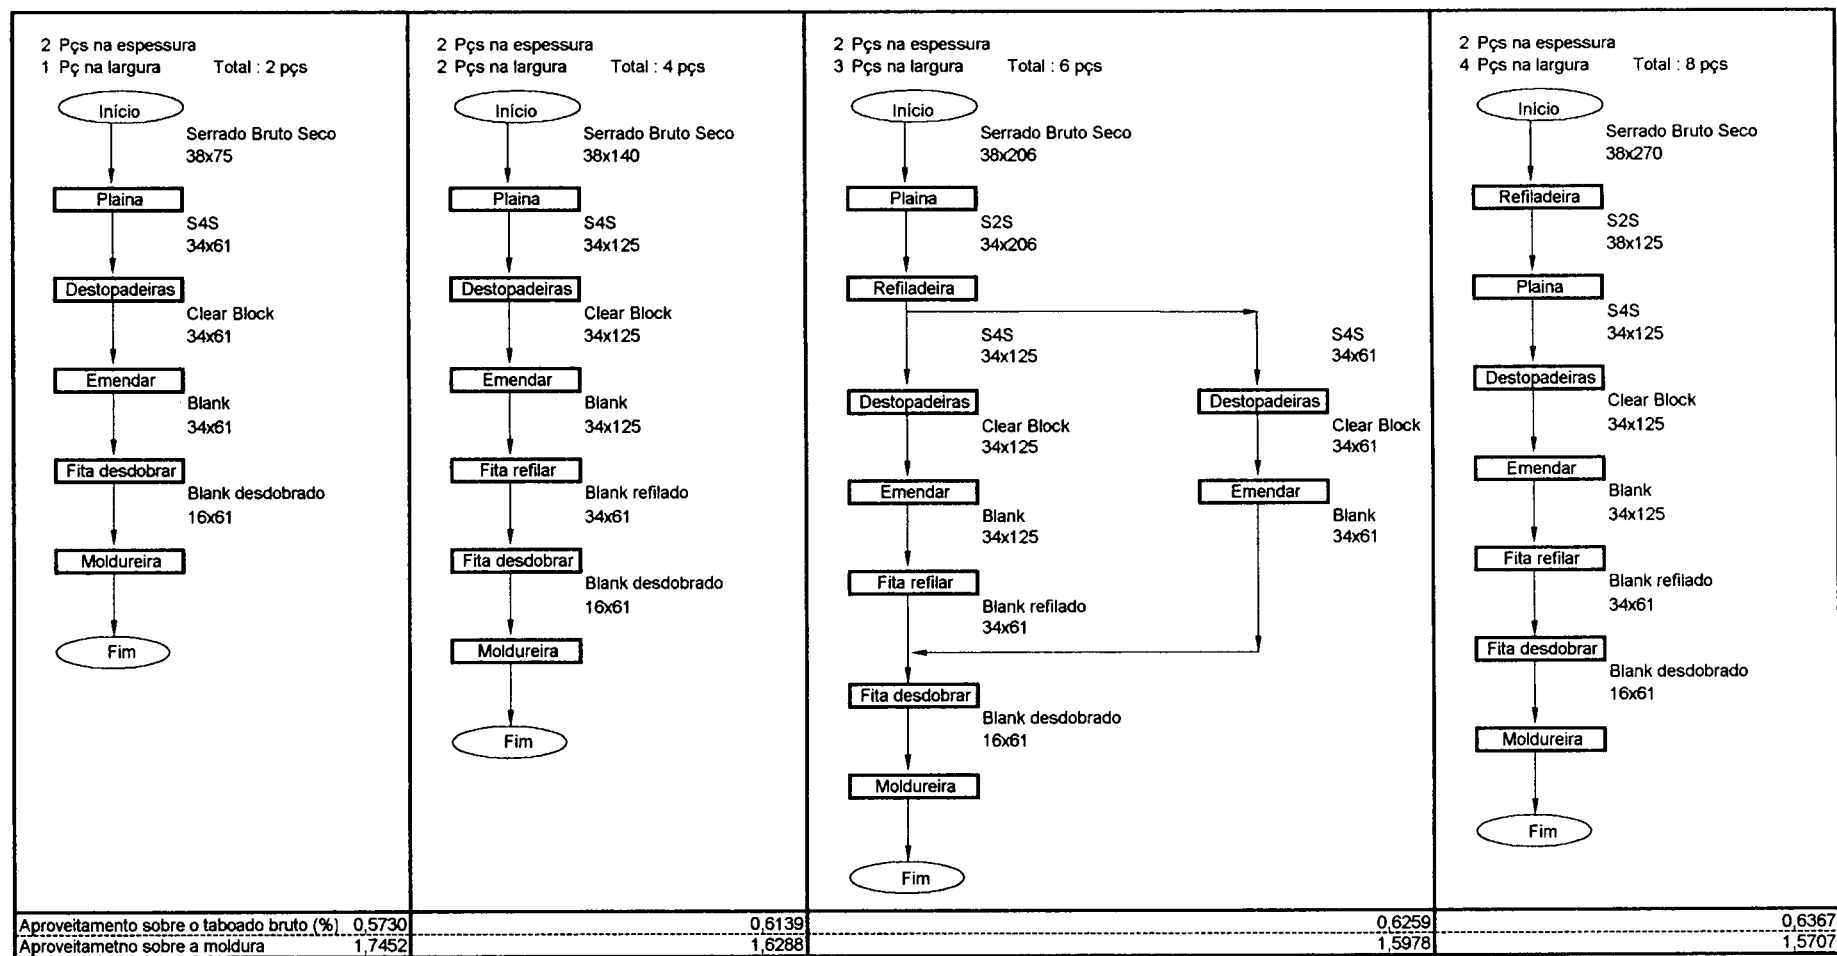 2 Pçs na espessura
1 Pç na largura Total : 2 pçs
Início
Serrado Bruto Seco
38x75
Plaina
S4S
34x61
Destopadeiras
Clear Block
34x61
Emendar
Blank
34x61
Fita desdobrar
Blank desdobrado
16x61
Moldureira
Fim
2 Pçs na espessura
2 Pçs na largura Total : 4 pçs
Início
Serrado Bruto Seco
38x140
Plaina
S4S
34x125
Destopadeiras
Clear Block
34x125
Emendar
Blank
34x125
Fita refilar
Blank refilado
34x61
Fita desdobrar
Blank desdobrado
16x61
Moldureira
Fim
2 Pçs na espessura
3 Pçs na largura Total : 6 pçs
Início
Serrado Bruto Seco
38x206
Plaina
S2S
34x206
Refiladeira
S4S
34x125
Destopadeiras
Clear Block
34x125
Emendar
Blank
34x125
Fita refilar
Blank refilado
34x61
S4S
34x61
Destopadeiras
Clear Block
34x61
Emendar
Blank
34x61
Fita desdobrar
Blank desdobrado
16x61
Moldureira
Fim
2 Pçs na espessura
4 Pçs na largura Total : 8 pçs
Início
Serrado Bruto Seco
38x270
Refiladeira
S2S
38x125
Plaina
S4S
34x125
Destopadeiras
Clear Block
34x125
Emendar
Blank
34x125
Fita refilar
Blank refilado
34x61
Fita desdobrar
Blank desdobrado
16x61
Moldureira
Fim
Aproveitamento sobre o taboado bruto (%) 0,5730 0,6139 0,6259 0,6367
Aproveitametno sobre a moldura 1,7452 1,6288 1,5978 1,5707